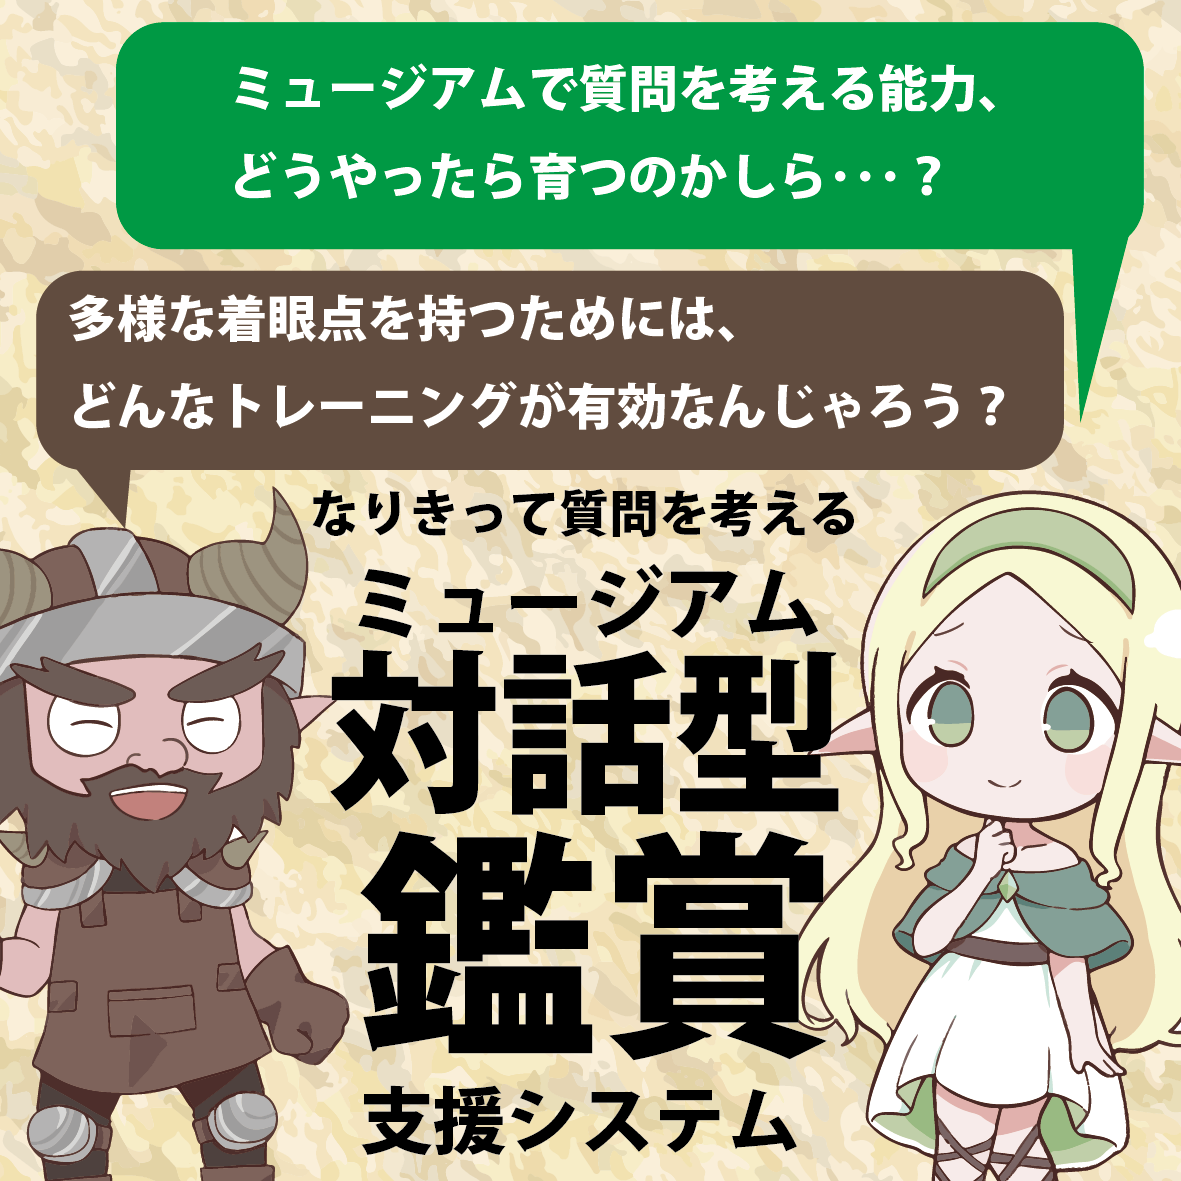 ミュージアムで質問を考える能力、
どうやったら育つのかしら･･･？
多様な着眼点を持つためには、
どんなトレーニングが有効なんじゃろう？
なりきって質問を考える
ミュージアム
対話型
鑑賞
支援システム